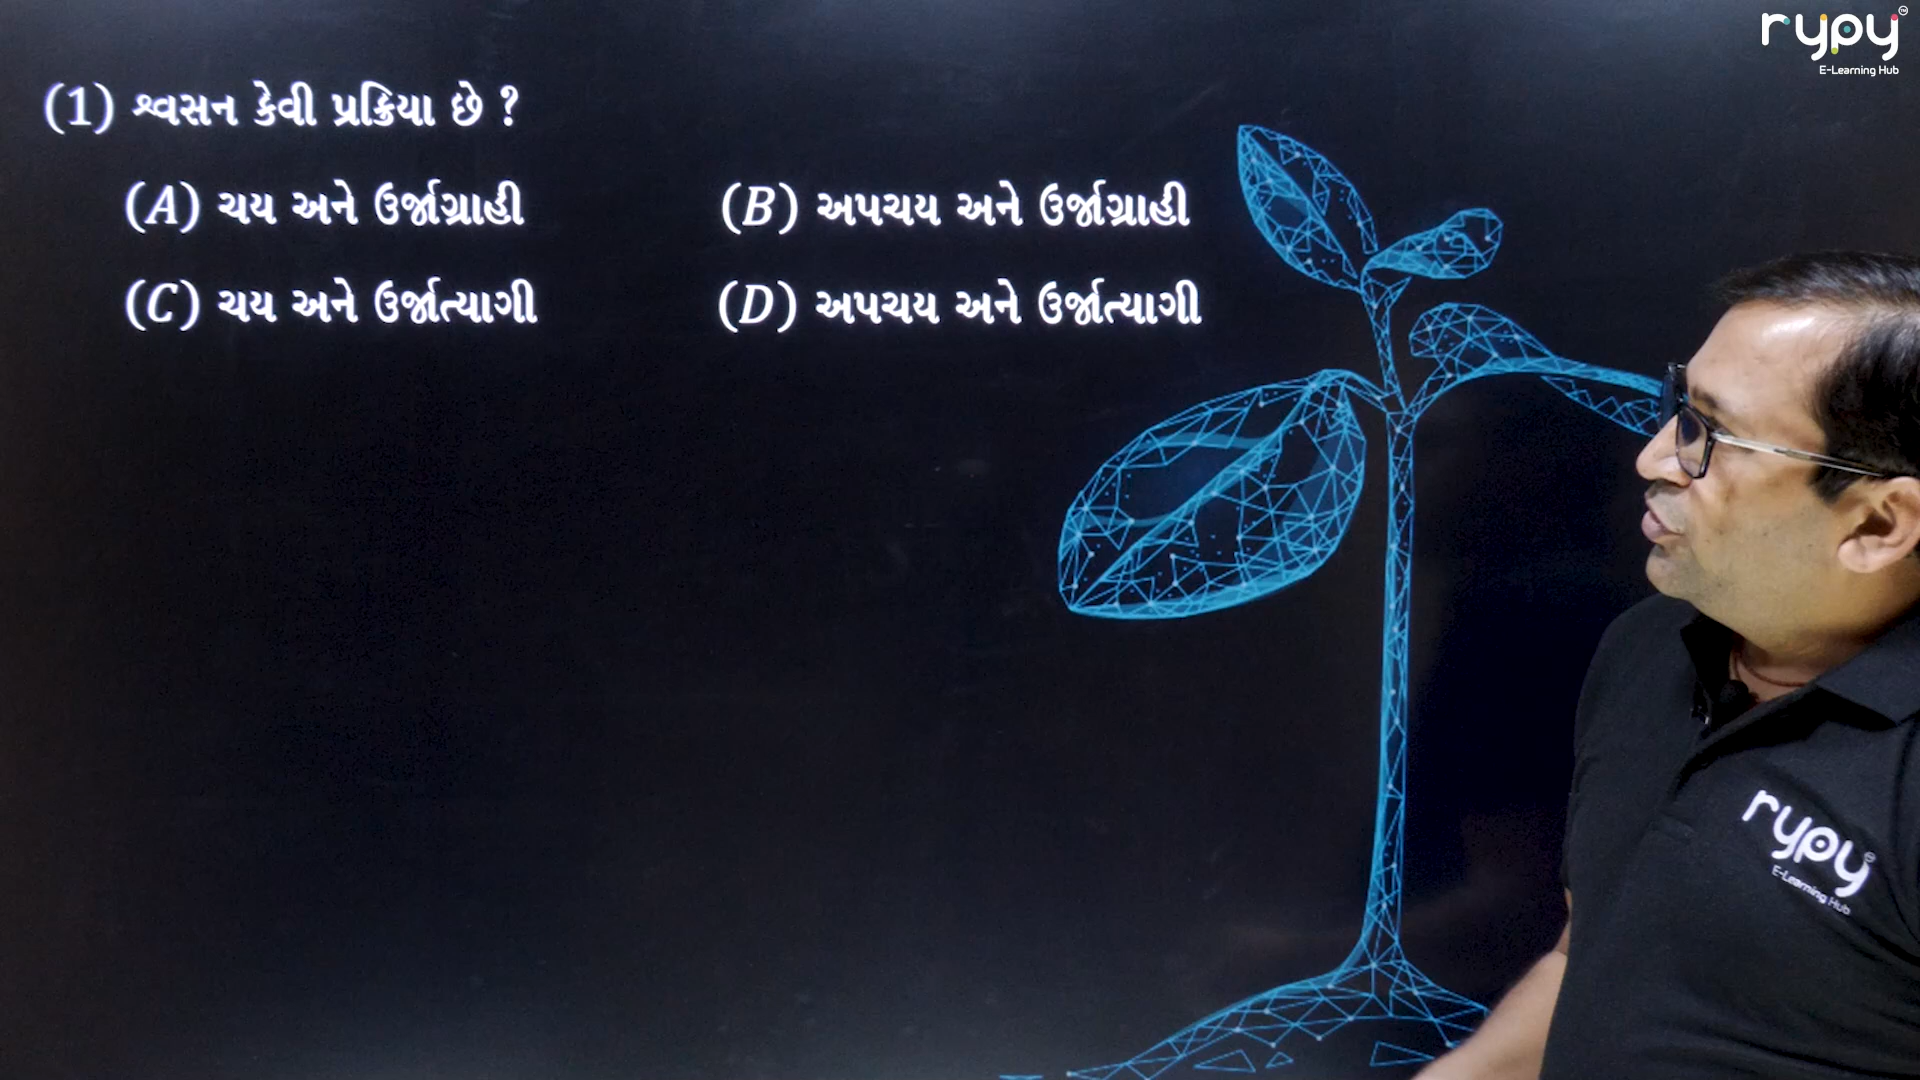 rypy
E-Learning Hub
(1) શ્વસન કેવી પ્રક્રિયા છે ?
(A) ચય અને ઉર્જાગ્રાહી (B) અપચય અને ઉર્જાગ્રાહી
(C) ચય અને ઉર્જાત્યાગી (D) અપચય અને ઉર્જાત્યાગી
rypy
E-Learning Hub